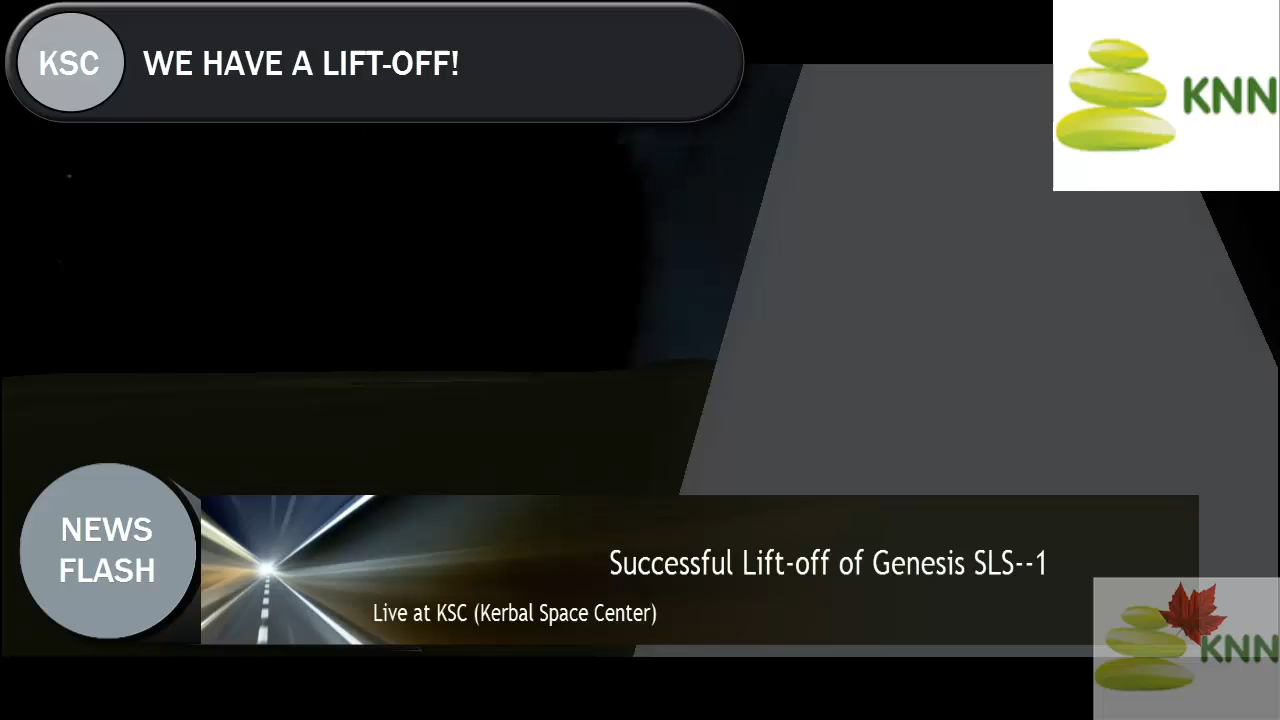 KSC
WE HAVE A LIFT-OFF!
KNN
NEWS
FLASH
Successful Lift-off of Genesis SLS--1
Live at KSC (Kerbal Space Center)
KNN